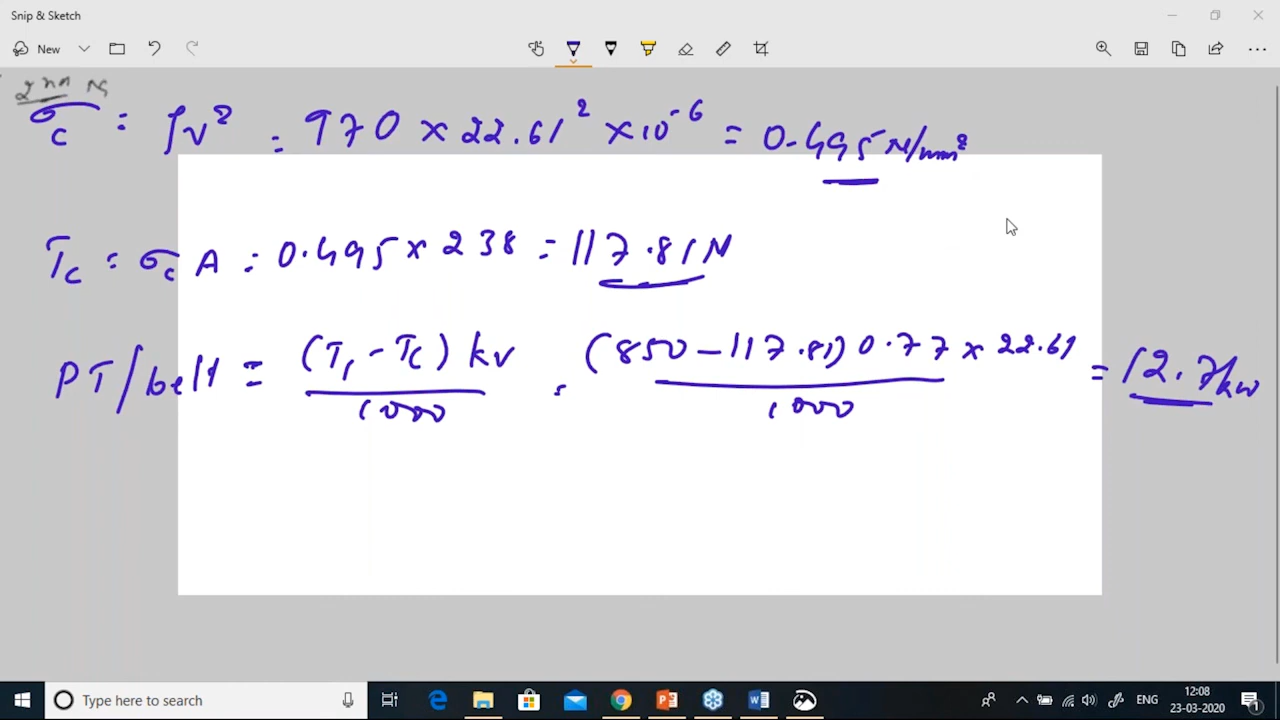 Snip & Sketch
New
σc = ρv² = 970 × 22.61² × 10⁻⁶ = 0.495 N/mm²
Tc = σc A = 0.495 × 238 = 117.81 N
PT/belt = (T₁ - Tc) kv / 1000 = (850 - 117.81) 0.77 × 22.61 / 1000 = 12.7 kw
Type here to search
ENG
12:08
23-03-2020